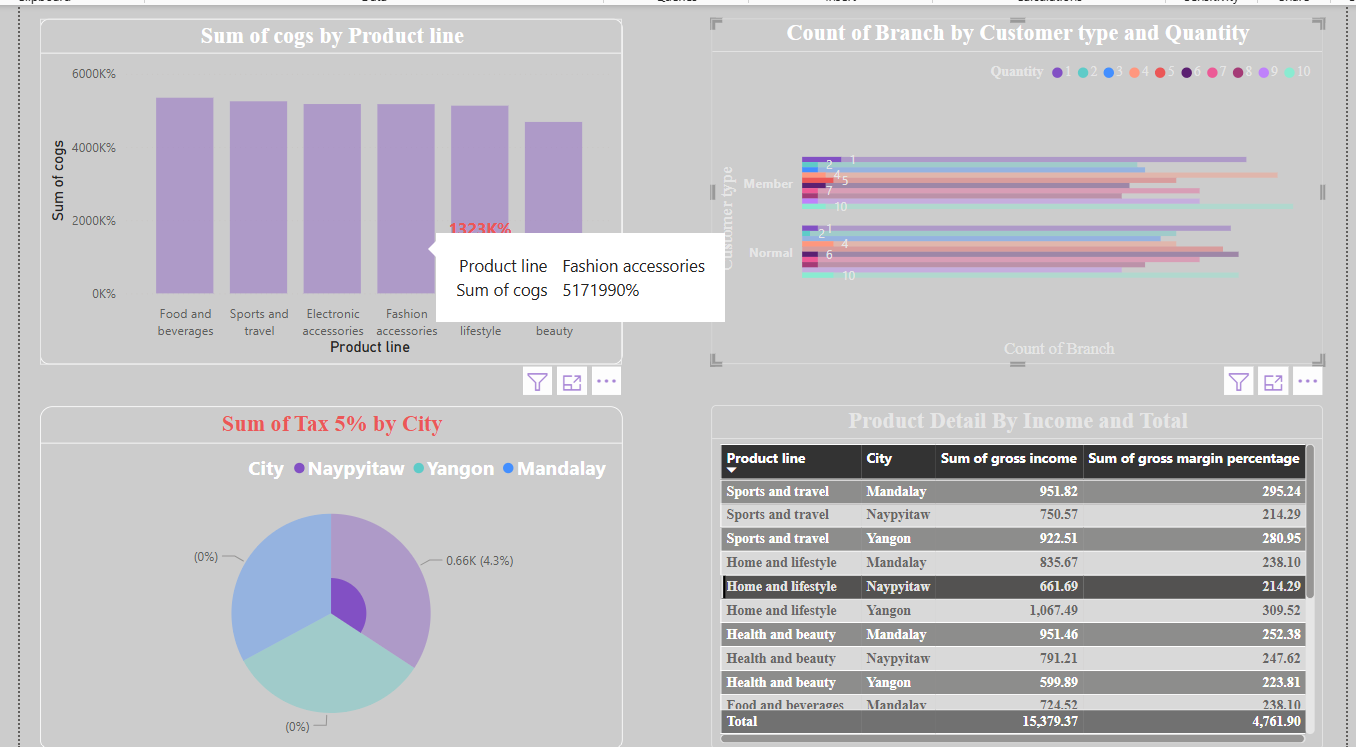 Sum of cogs by Product line
6000K%
4000K%
2000K%
0K%
Sum of cogs
1323K%
Food and beverages
Sports and travel
Electronic accessories
Fashion accessories
lifestyle
beauty
Product line
Product line Fashion accessories
Sum of cogs 5171990%
Count of Branch by Customer type and Quantity
Quantity 1 2 3 4 5 6 7 8 9 10
Customer type
Member
1
2
4
5
7
10
Normal
1
2
4
6
10
Count of Branch
Sum of Tax 5% by City
City Naypyitaw Yangon Mandalay
(0%)
0.66K (4.3%)
(0%)
Product Detail By Income and Total
Product line City Sum of gross income Sum of gross margin percentage
Sports and travel Mandalay 951.82 295.24
Sports and travel Naypyitaw 750.57 214.29
Sports and travel Yangon 922.51 280.95
Home and lifestyle Mandalay 835.67 238.10
Home and lifestyle Naypyitaw 661.69 214.29
Home and lifestyle Yangon 1,067.49 309.52
Health and beauty Mandalay 951.46 252.38
Health and beauty Naypyitaw 791.21 247.62
Health and beauty Yangon 599.89 223.81
Food and beverages Mandalay 724.52 238.10
Total 15,379.37 4,761.90